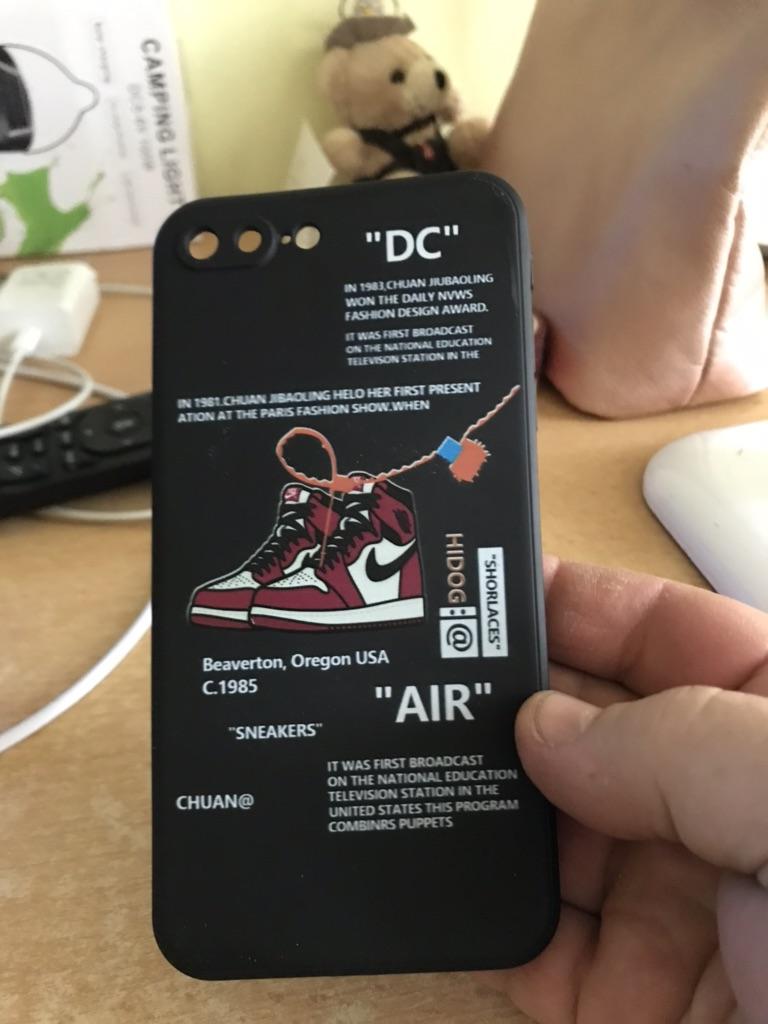 CAMPING LIGHT
"DC"
IN 1983,CHUAN JIUBAOLING
WON THE DAILY NVWS
FASHION DESIGN AWARD.
IT WAS FIRST BROADCAST
ON THE NATIONAL EDUCATION
TELEVISON STATION IN THE
IN 1981.CHUAN JIBAOLING HELO HER FIRST PRESENT
ATION AT THE PARIS FASHION SHOW.WHEN
HIDOG
"SHORLACES"
@
Beaverton, Oregon USA
C.1985
"AIR"
"SNEAKERS"
CHUAN@
IT WAS FIRST BROADCAST
ON THE NATIONAL EDUCATION
TELEVISION STATION IN THE
UNITED STATES THIS PROGRAM
COMBINRS PUPPETS